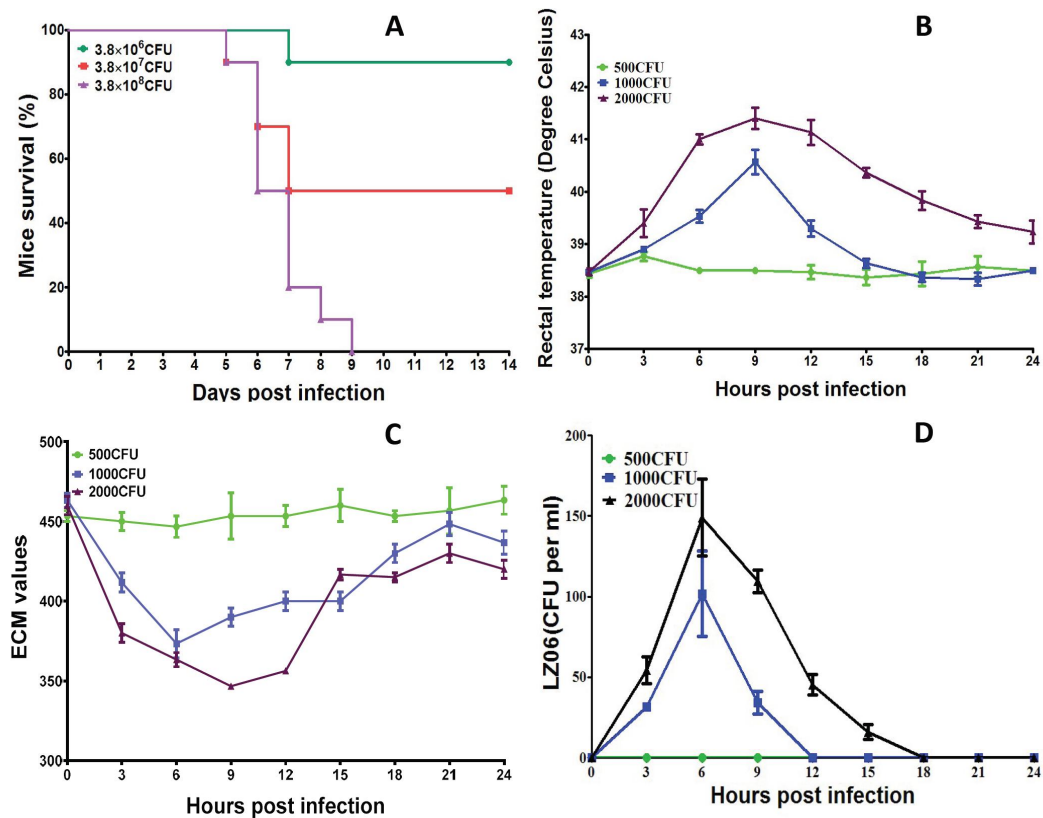 A
Mice survival (%)
100
80
60
40
20
0
3.8×10⁶CFU
3.8×10⁷CFU
3.8×10⁸CFU
0 1 2 3 4 5 6 7 8 9 10 11 12 13 14
Days post infection
B
Rectal temperature (Degree Celsius)
43
42
41
40
39
38
37
500CFU
1000CFU
2000CFU
0 3 6 9 12 15 18 21 24
Hours post infection
C
ECM values
500
450
400
350
300
500CFU
1000CFU
2000CFU
0 3 6 9 12 15 18 21 24
Hours post infection
D
LZ06(CFU per ml)
200
150
100
50
0
500CFU
1000CFU
2000CFU
0 3 6 9 12 15 18 21 24
Hours post infection